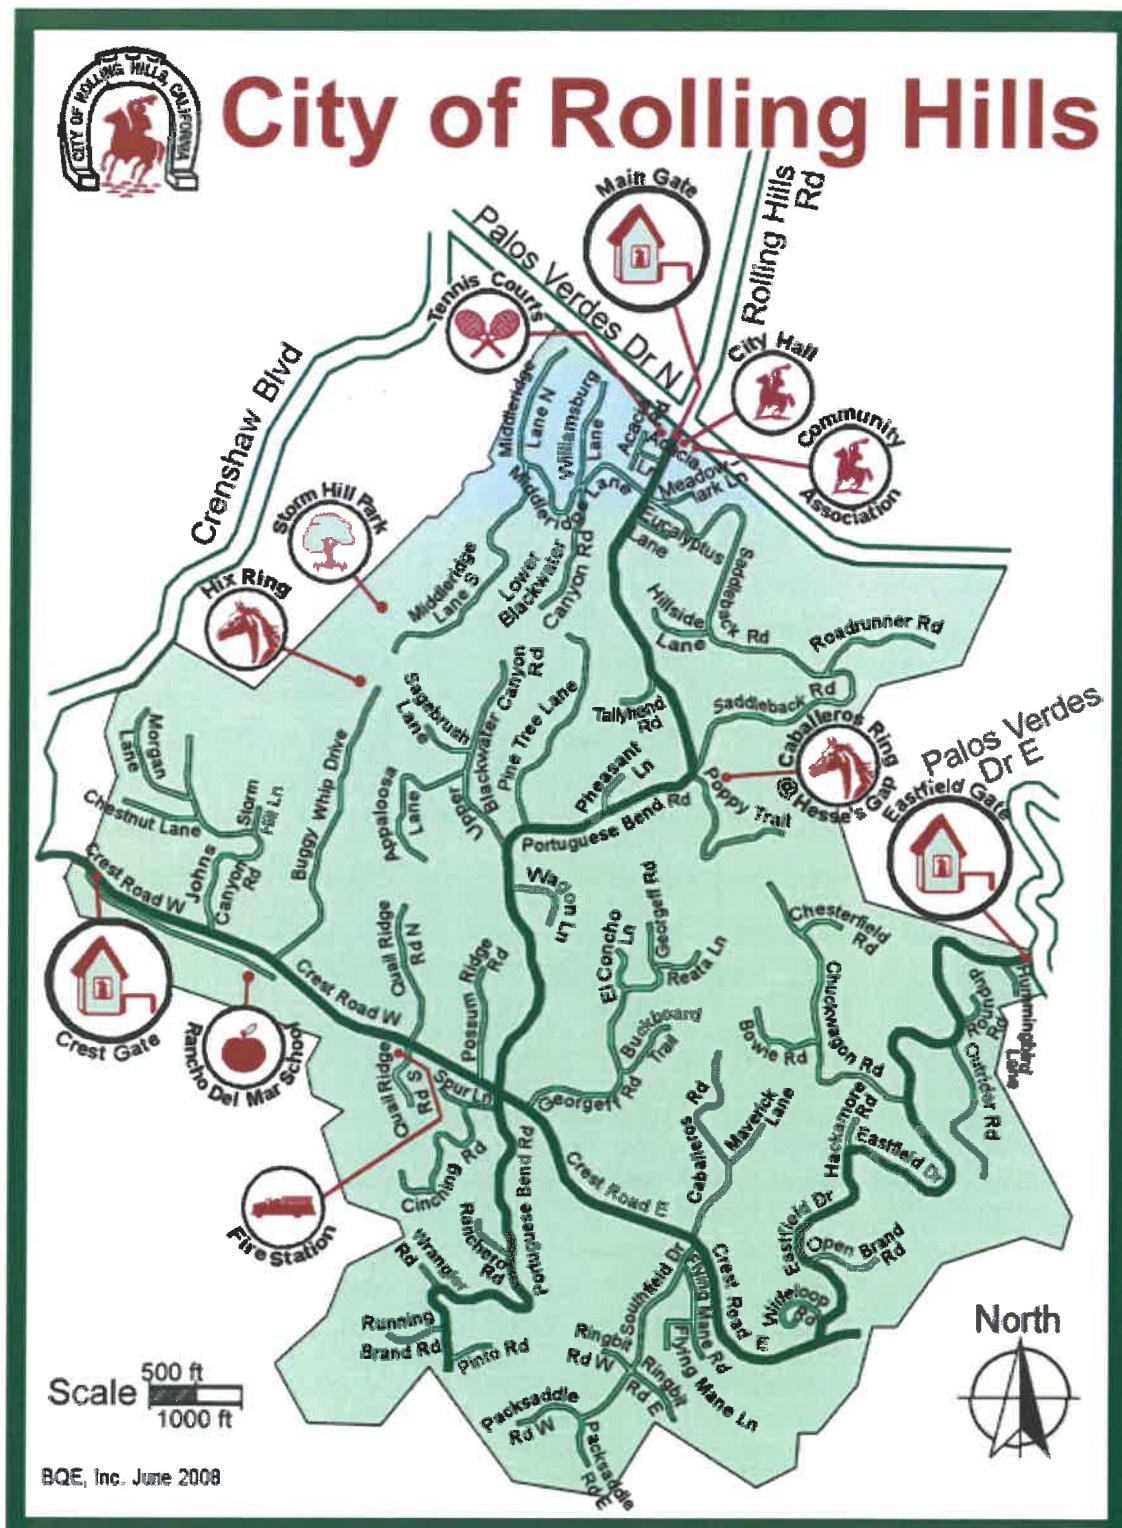 CITY OF ROLLING HILLS, CALIFORNIA
City of Rolling Hills
Main Gate
Rolling Hills
Rd
Palos Verdes Dr N
Tennis Courts
City Hall
Community
Association
Crenshaw Blvd
Middleridge
Lane N
Williamsburg
Lane
Acacia
Ln
Acacia
Meadow-
lark Ln
Middleridge Lane
Eucalyptus
Lane
Storm Hill Park
Hix Ring
Middleridge
Lane S
Lower
Blackwater
Canyon Rd
Saddleback Rd
Hillside
Lane
Roadrunner Rd
Saddleback Rd
Sagebrush
Lane
Upper
Blackwater Canyon
Rd
Pine Tree Lane
Tallyhand
Rd
Caballeros Ring
@ Hesse's Gap
Palos Verdes
Dr E
Eastfield Gate
Morgan
Lane
Chestnut Lane
Storm
Hill Ln
Buggy Whip Drive
Appaloosa
Lane
Pheasant
Ln
Portuguese Bend Rd
Poppy Trail
Crest Road W
Johns
Canyon
Rd
Wagon Ln
Quail Ridge
Rd N
Possum Ridge
Rd
El Concho
Ln
Georgeff Rd
Reata Ln
Chesterfield
Rd
Chuckwagon Rd
Bowie Rd
Buckboard
Trail
Roundup
Rd
Hummingbird
Lane
Outrider Rd
Crest Gate
Rancho Del Mar School
Crest Road W
Quail Ridge
Rd S
Spur Ln
Georgeff Rd
Caballeros
Rd
Maverick
Lane
Hackamore
Rd
Eastfield Dr
Cinchring Rd
Fire Station
Portuguese Bend Rd
Ranchero
Rd
Wrangler
Rd
Crest Road E
Eastfield Dr
Open Brand
Rd
Wideloop
Rd
Crest Road E
Southfield Dr
Flying Mane Rd
Flying Mane Ln
Running
Brand Rd
Pinto Rd
Ringbit
Rd W
Ringbit
Rd E
Packsaddle
Rd W
Packsaddle
Rd E
North
Scale
500 ft
1000 ft
BQE, Inc. June 2008